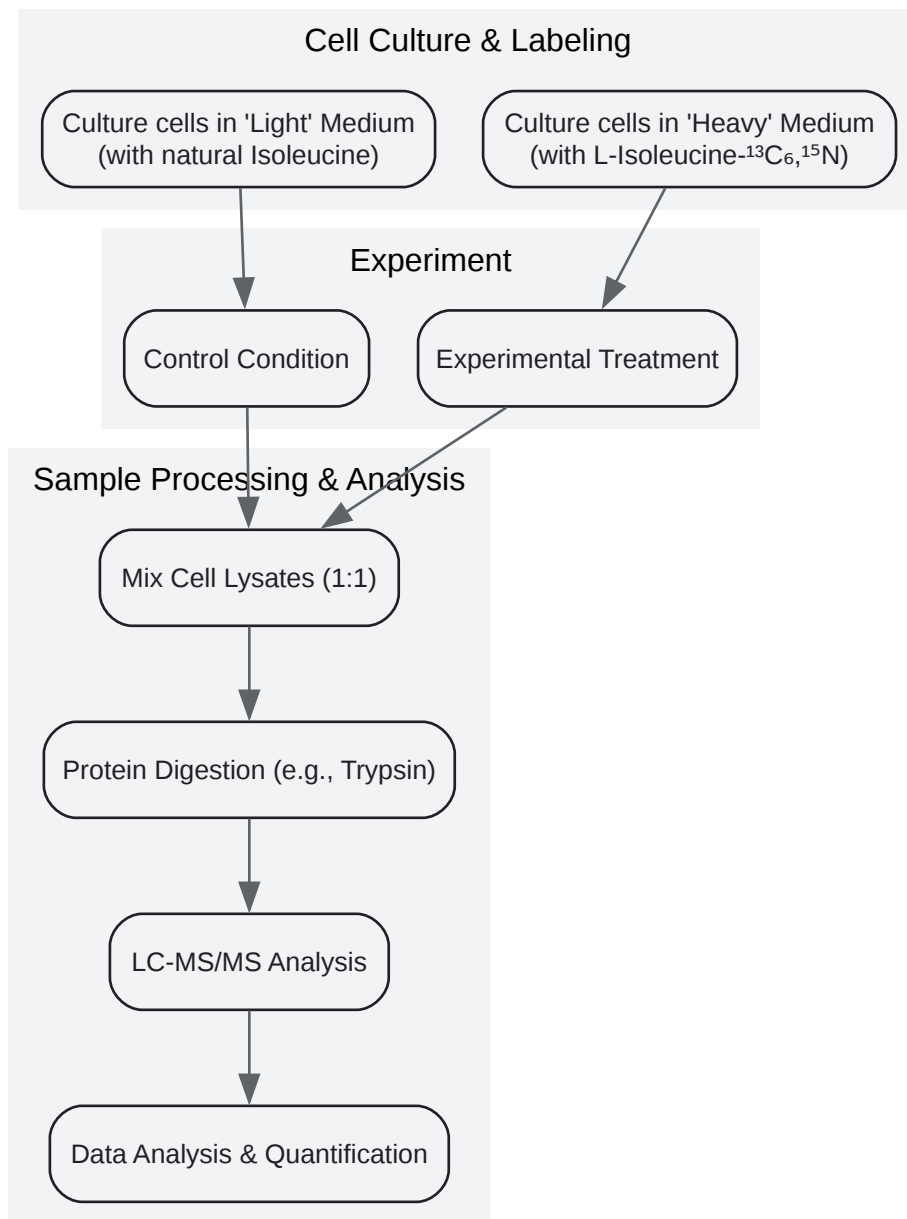 Cell Culture & Labeling
Culture cells in 'Light' Medium
(with natural Isoleucine)
Culture cells in 'Heavy' Medium
(with L-Isoleucine-¹³C₆,¹⁵N)
Experiment
Control Condition
Experimental Treatment
Sample Processing & Analysis
Mix Cell Lysates (1:1)
Protein Digestion (e.g., Trypsin)
LC-MS/MS Analysis
Data Analysis & Quantification